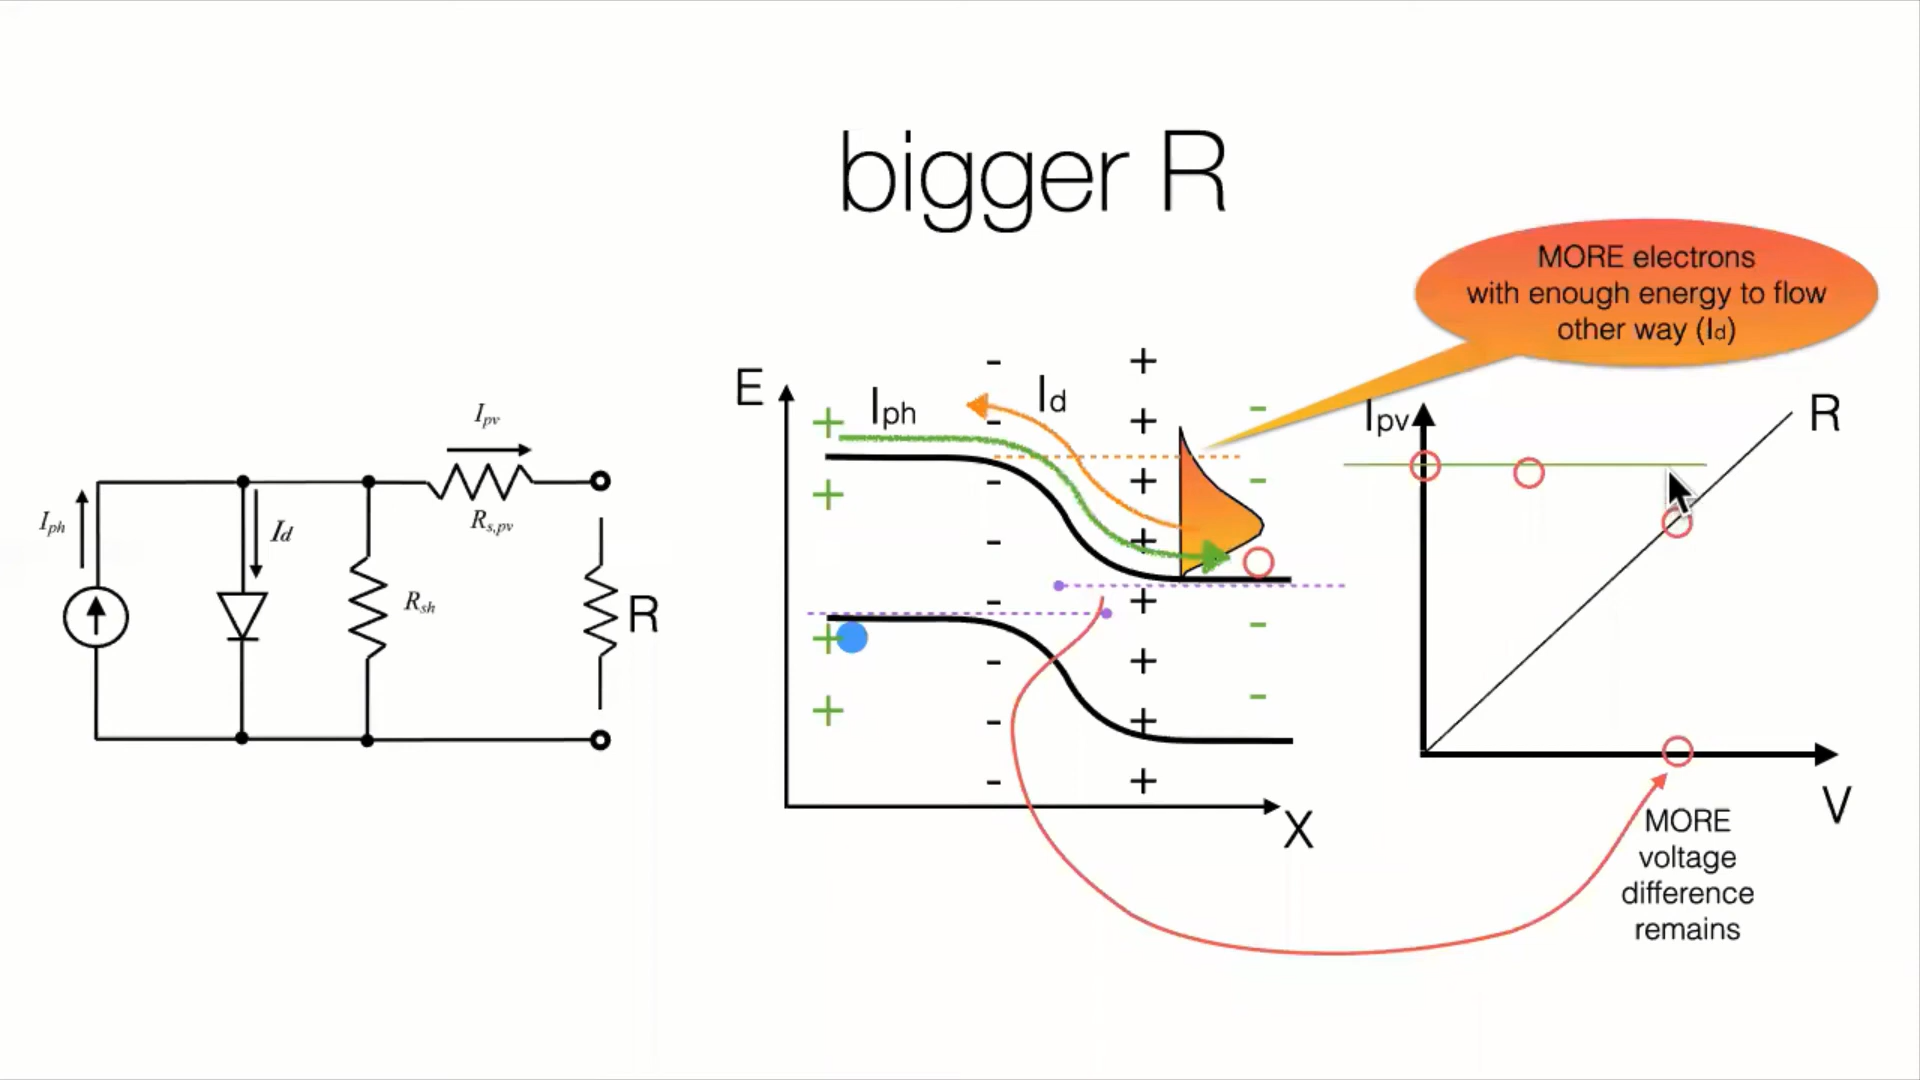 bigger R
MORE electrons
with enough energy to flow
other way (Id)
Iph
Id
Ipv
Rs,pv
Rsh
R
E
+ Iph
Id
- - - - - - - -
+ + + + + + + +
+ + +
- - - -
X
Ipv
R
V
MORE
voltage
difference
remains